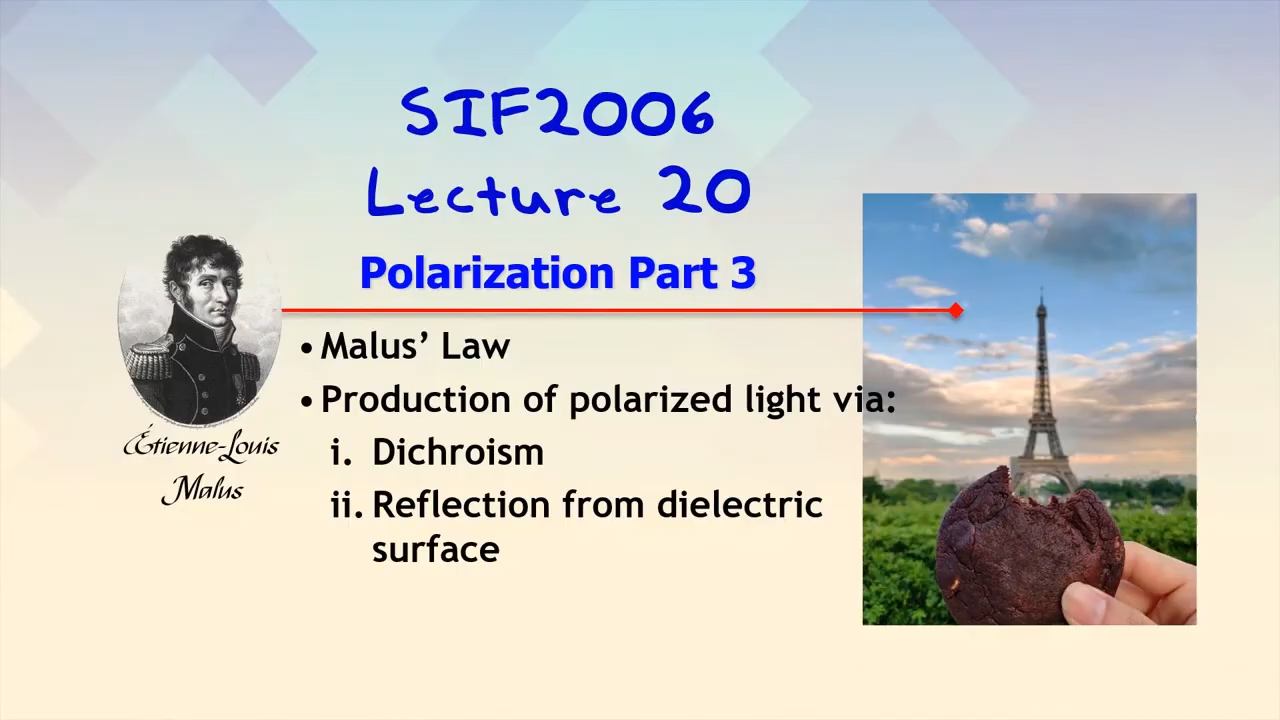 SIF2006
Lecture 20
Polarization Part 3
• Malus’ Law
• Production of polarized light via:
i. Dichroism
ii. Reflection from dielectric
surface
Étienne-Louis
Malus